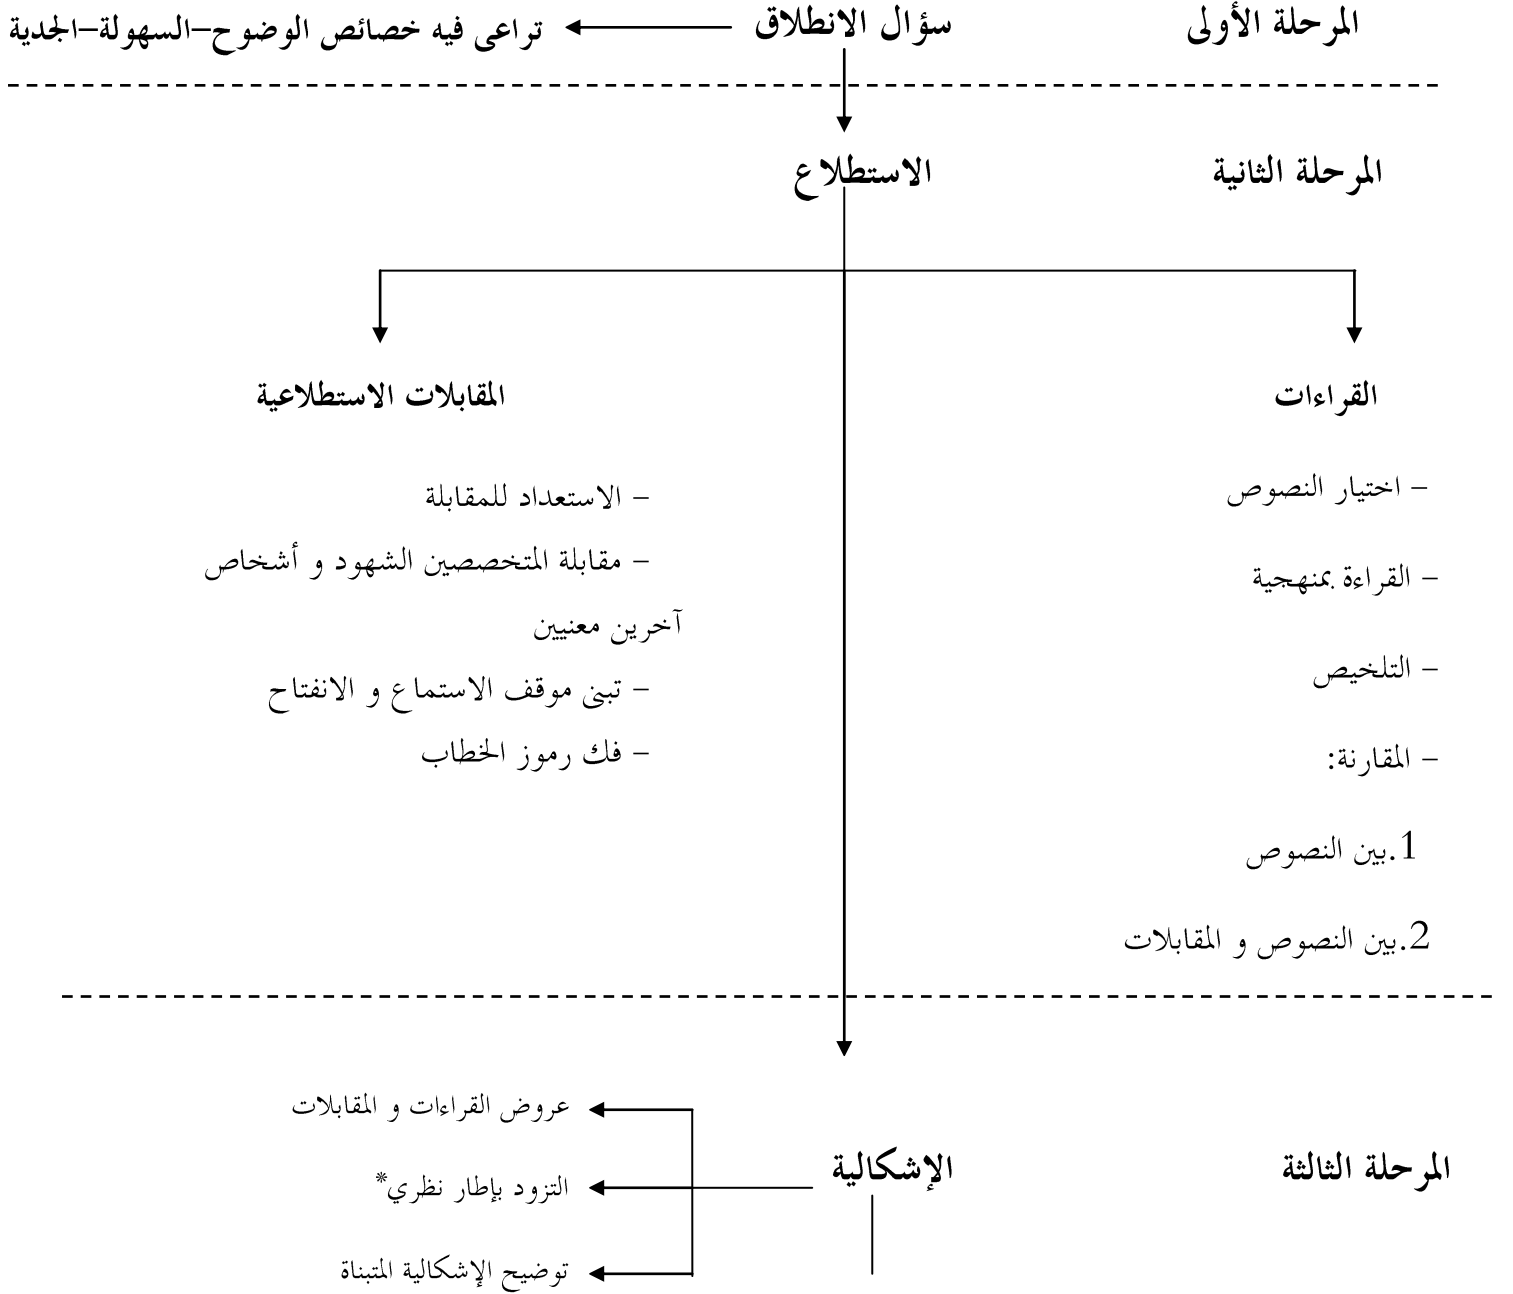 المرحلة الأولى
سؤال الانطلاق
تراعى فيه خصائص الوضوح–السهولة–الجدية
المرحلة الثانية
الاستطلاع
القراءات
– اختيار النصوص
– القراءة بمنهجية
– التلخيص
– المقارنة:
1.بين النصوص
2.بين النصوص و المقابلات
المقابلات الاستطلاعية
– الاستعداد للمقابلة
– مقابلة المتخصصين الشهود و أشخاص
آخرين معنيين
– تبنى موقف الاستماع و الانفتاح
– فك رموز الخطاب
المرحلة الثالثة
الإشكالية
عروض القراءات و المقابلات
التزود بإطار نظري*
توضيح الإشكالية المتبناة